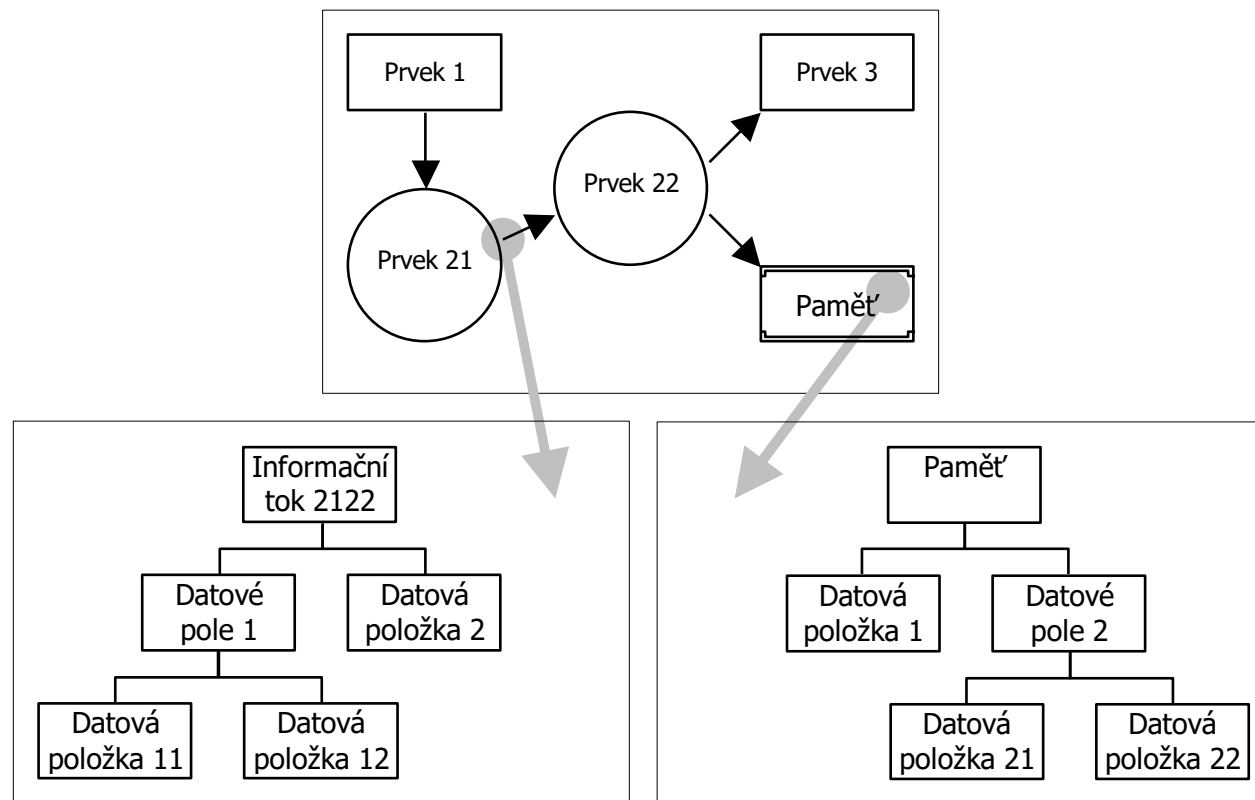 Prvek 1
Prvek 3
Prvek 22
Prvek 21
Paměť
Informační
tok 2122
Datové
pole 1
Datová
položka 2
Datová
položka 11
Datová
položka 12
Paměť
Datová
položka 1
Datové
pole 2
Datová
položka 21
Datová
položka 22